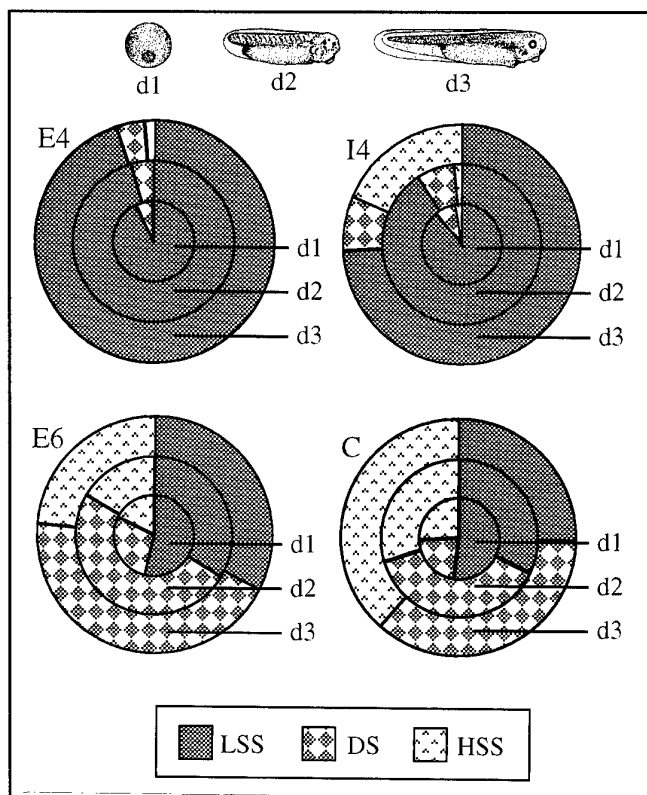 d1 d2 d3
E4 I4
d1 d1
d2 d2
d3 d3
E6 C
d1 d1
d2 d2
d3 d3
LSS DS HSS